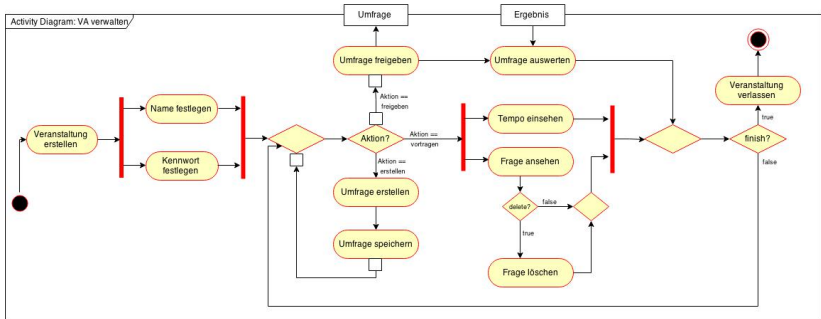 Activity Diagram: VA verwalten
Umfrage
Ergebnis
Umfrage freigeben
Umfrage auswerten
Veranstaltung
verlassen
Aktion ==
freigeben
true
Veranstaltung
erstellen
Name festlegen
Kennwort
festlegen
Aktion?
Aktion ==
vortragen
Aktion ==
erstellen
Tempo einsehen
Frage ansehen
finish?
false
Umfrage erstellen
delete?
false
true
Umfrage speichern
Frage löschen